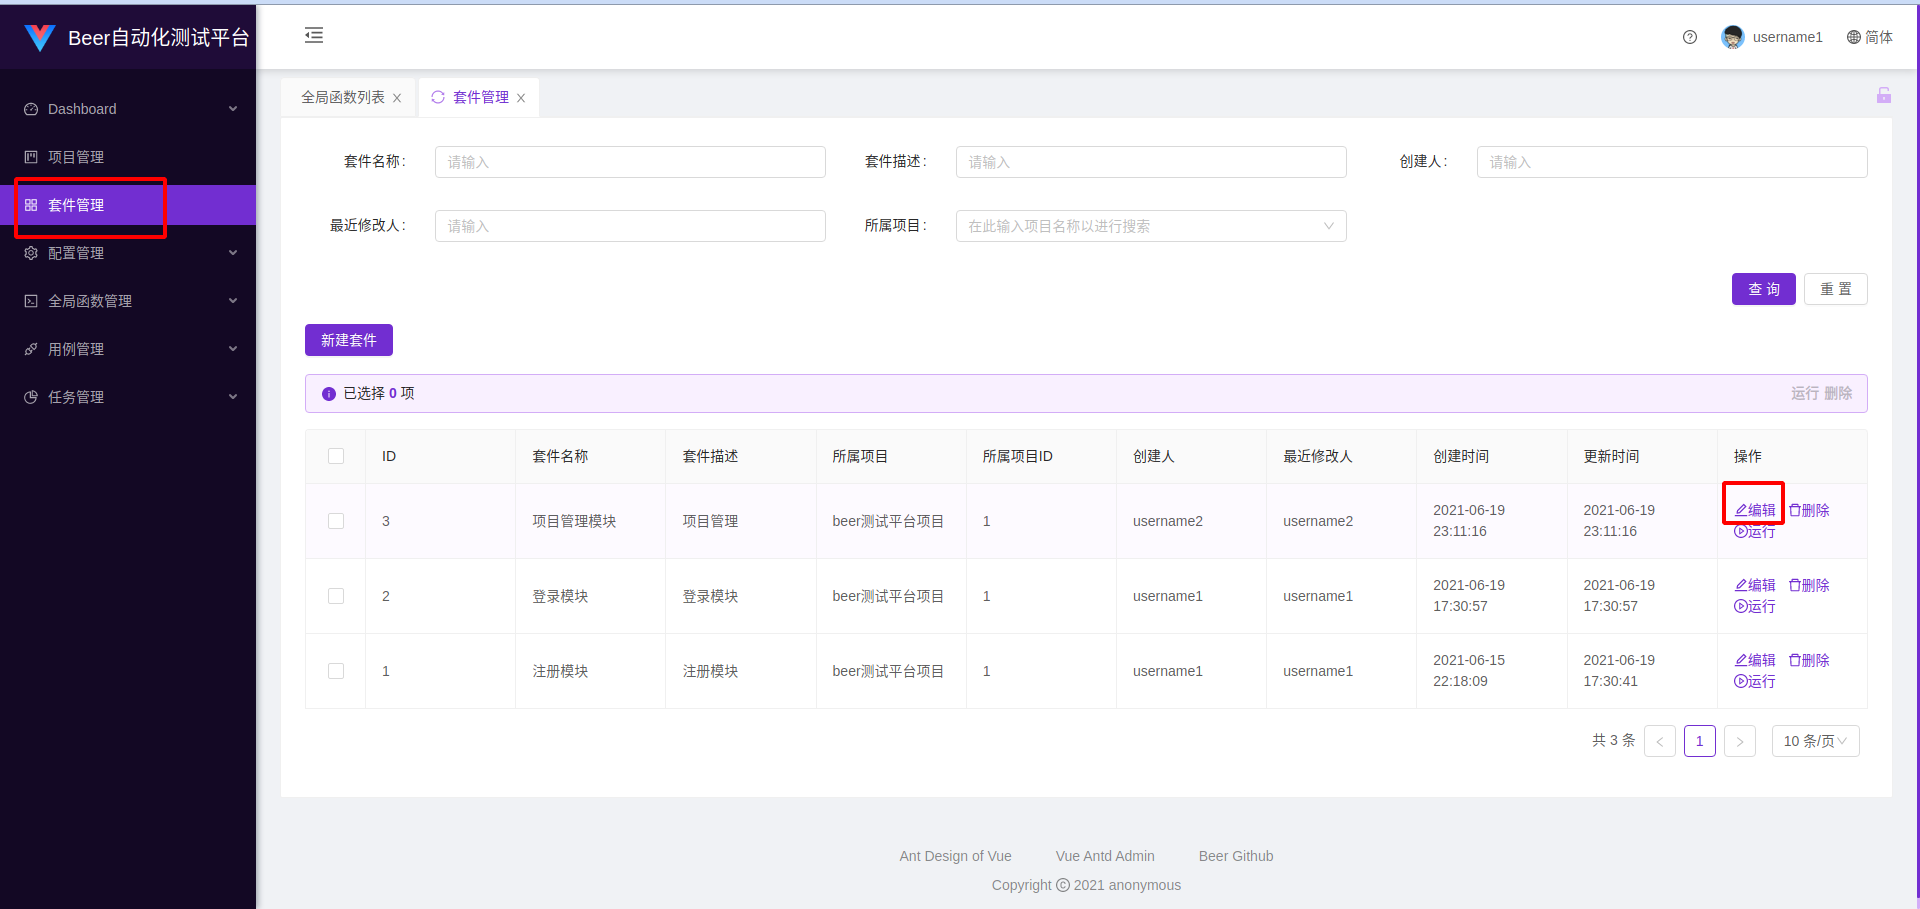 Beer自动化测试平台
username1
简体
Dashboard
项目管理
套件管理
配置管理
全局函数管理
用例管理
任务管理
全局函数列表
套件管理
套件名称:
请输入
套件描述:
请输入
创建人:
请输入
最近修改人:
请输入
所属项目:
在此输入项目名称以进行搜索
查 询
重 置
新建套件
已选择 0 项
运行 删除
ID 套件名称 套件描述 所属项目 所属项目ID 创建人 最近修改人 创建时间 更新时间 操作
3 项目管理模块 项目管理 beer测试平台项目 1 username2 username2 2021-06-19 23:11:16 2021-06-19 23:11:16 编辑 删除 运行
2 登录模块 登录模块 beer测试平台项目 1 username1 username1 2021-06-19 17:30:57 2021-06-19 17:30:57 编辑 删除 运行
1 注册模块 注册模块 beer测试平台项目 1 username1 username1 2021-06-15 22:18:09 2021-06-19 17:30:41 编辑 删除 运行
共 3 条
1
10 条/页
Ant Design of Vue Vue Antd Admin Beer Github
Copyright © 2021 anonymous